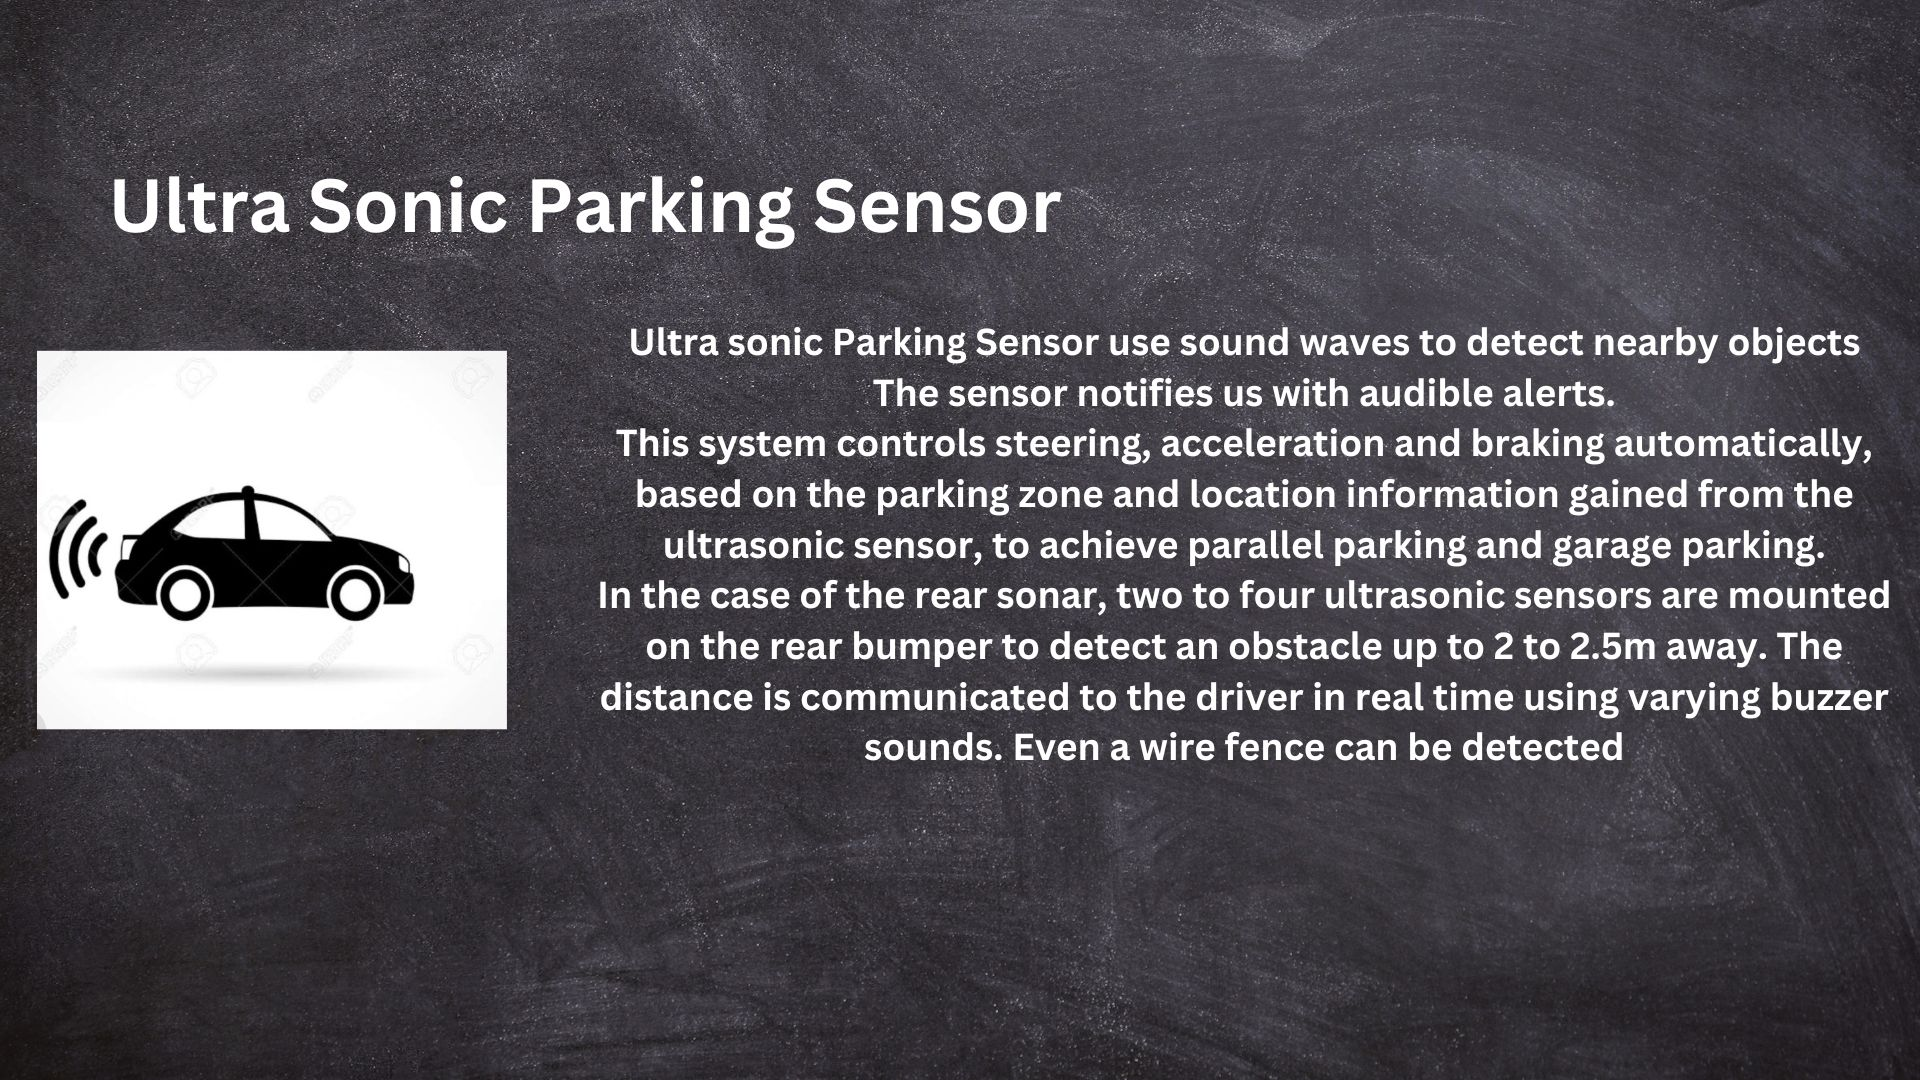 Ultra Sonic Parking Sensor
Ultra sonic Parking Sensor use sound waves to detect nearby objects
The sensor notifies us with audible alerts.
This system controls steering, acceleration and braking automatically,
based on the parking zone and location information gained from the
ultrasonic sensor, to achieve parallel parking and garage parking.
In the case of the rear sonar, two to four ultrasonic sensors are mounted
on the rear bumper to detect an obstacle up to 2 to 2.5m away. The
distance is communicated to the driver in real time using varying buzzer
sounds. Even a wire fence can be detected